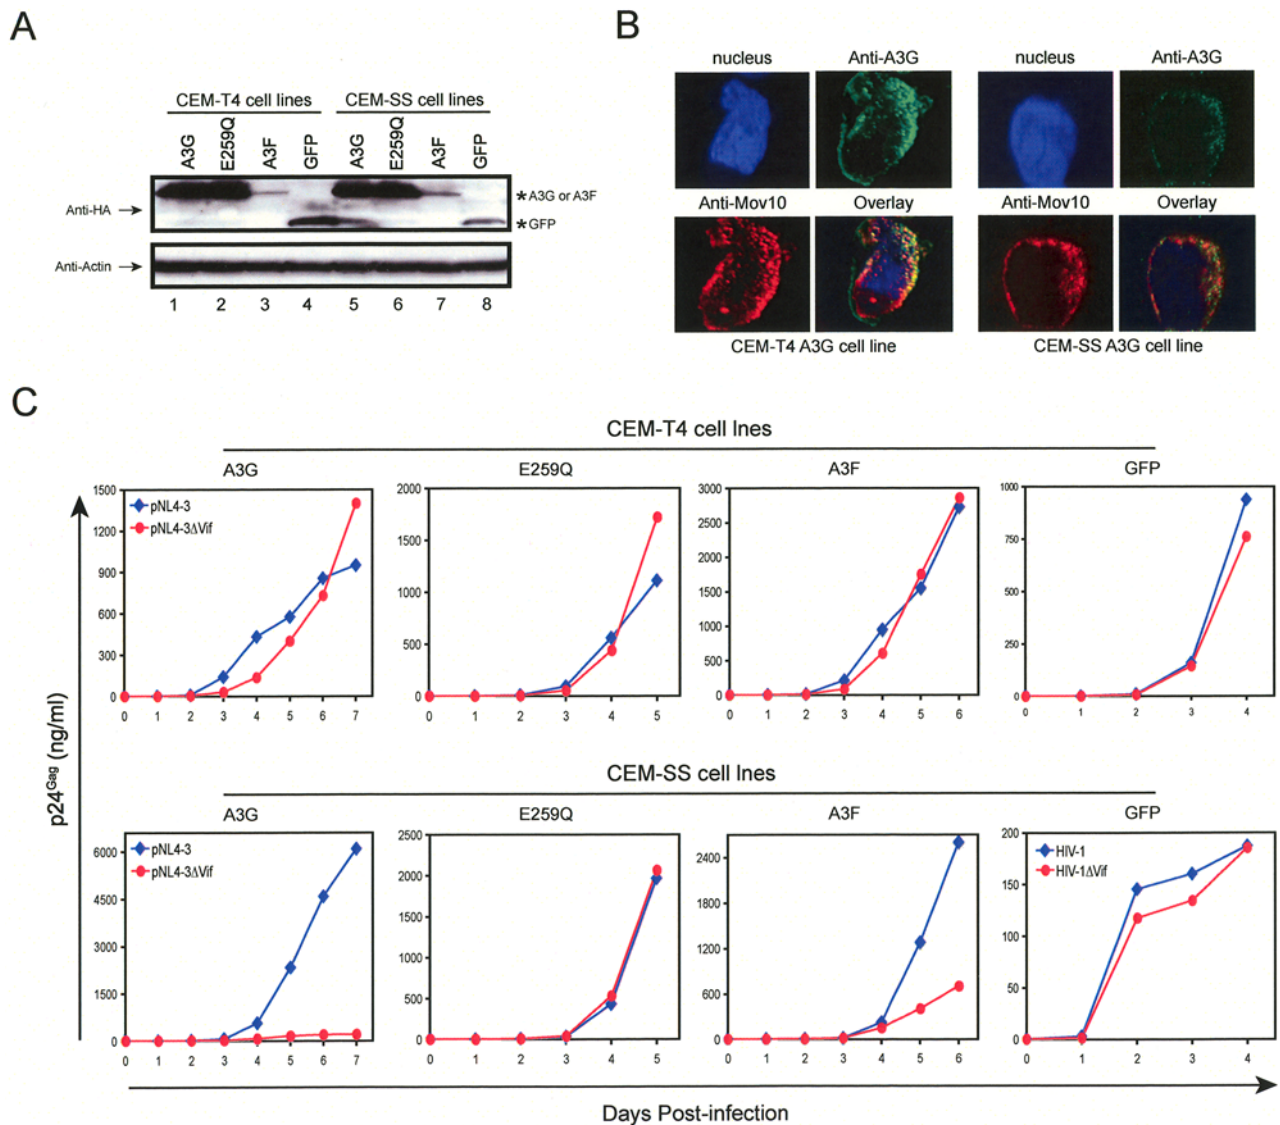 A
CEM-T4 cell lines CEM-SS cell lines
A3G E259Q A3F GFP A3G E259Q A3F GFP
Anti-HA
* A3G or A3F
* GFP
Anti-Actin
1 2 3 4 5 6 7 8
B
nucleus Anti-A3G nucleus Anti-A3G
Anti-Mov10 Overlay Anti-Mov10 Overlay
CEM-T4 A3G cell line CEM-SS A3G cell line
C
CEM-T4 cell lnes
A3G E259Q A3F GFP
pNL4-3
pNL4-3ΔVif
1500
1200
900
600
300
0
0 1 2 3 4 5 6 7
2000
1500
1000
500
0
0 1 2 3 4 5
3000
2500
2000
1500
1000
500
0
0 1 2 3 4 5 6
1000
750
500
250
0
0 1 2 3 4
p24Gag (ng/ml)
CEM-SS cell lnes
A3G E259Q A3F GFP
pNL4-3
pNL4-3ΔVif
6000
4500
3000
1500
0
0 1 2 3 4 5 6 7
2500
2000
1500
1000
500
0
0 1 2 3 4 5
2400
1800
1200
600
0
0 1 2 3 4 5 6
HIV-1
HIV-1ΔVif
200
150
100
50
0
0 1 2 3 4
Days Post-infection